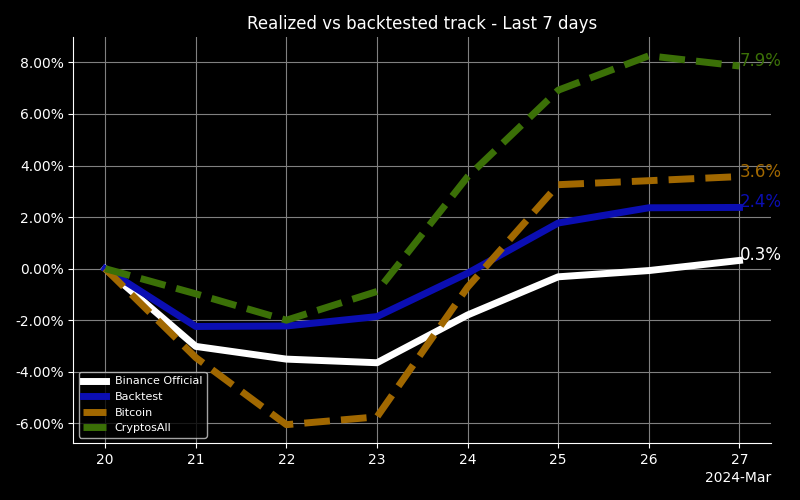 Realized vs backtested track - Last 7 days
8.00%
6.00%
4.00%
2.00%
0.00%
-2.00%
-4.00%
-6.00%
7.9%
3.6%
2.4%
0.3%
Binance Official
Backtest
Bitcoin
CryptosAll
20 21 22 23 24 25 26 27
2024-Mar